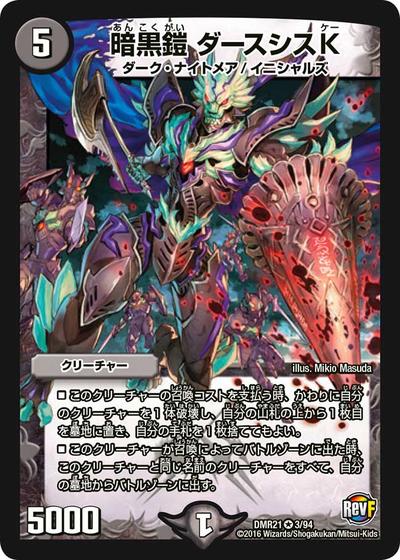 5
あんこくがい ケー
暗黒鎧 ダースシスK
ダーク・ナイトメア / イニシャルズ
illus. Mikio Masuda
クリーチャー
■ このクリーチャーの召喚コストを支払う時、かわりに自分
のクリーチャーを1体破壊し、自分の山札の上から1枚目
を墓地に置き、自分の手札を1枚捨ててもよい。
■ このクリーチャーが召喚によってバトルゾーンに出た時、
このクリーチャーと同じ名前のクリーチャーをすべて、自
分の墓地からバトルゾーンに出す。
RevF
5000
1
DMR21 ✪ 3/94
©2016 Wizards/Shogakukan/Mitsui-Kids